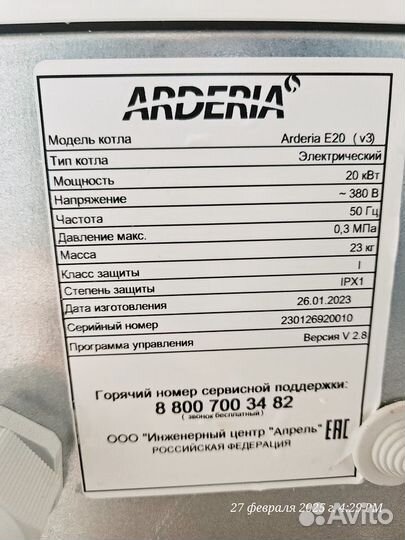 ARDERIA
Модель котла Arderia E20 ( v3)
Тип котла Электрический
Мощность 20 кВт
Напряжение ~ 380 В
Частота 50 Гц
Давление макс. 0,3 МПа
Масса 23 кг
Класс защиты I
Степень защиты IPX1
Дата изготовления 26.01.2023
Серийный номер 230126920010
Программа управления Версия V 2.8
Горячий номер сервисной поддержки:
8 800 700 34 82
( звонок бесплатный )
ООО "Инженерный центр "Апрель" EAC
РОССИЙСКАЯ ФЕДЕРАЦИЯ
27 февраля 2025 г. 4:29 PM
Avito